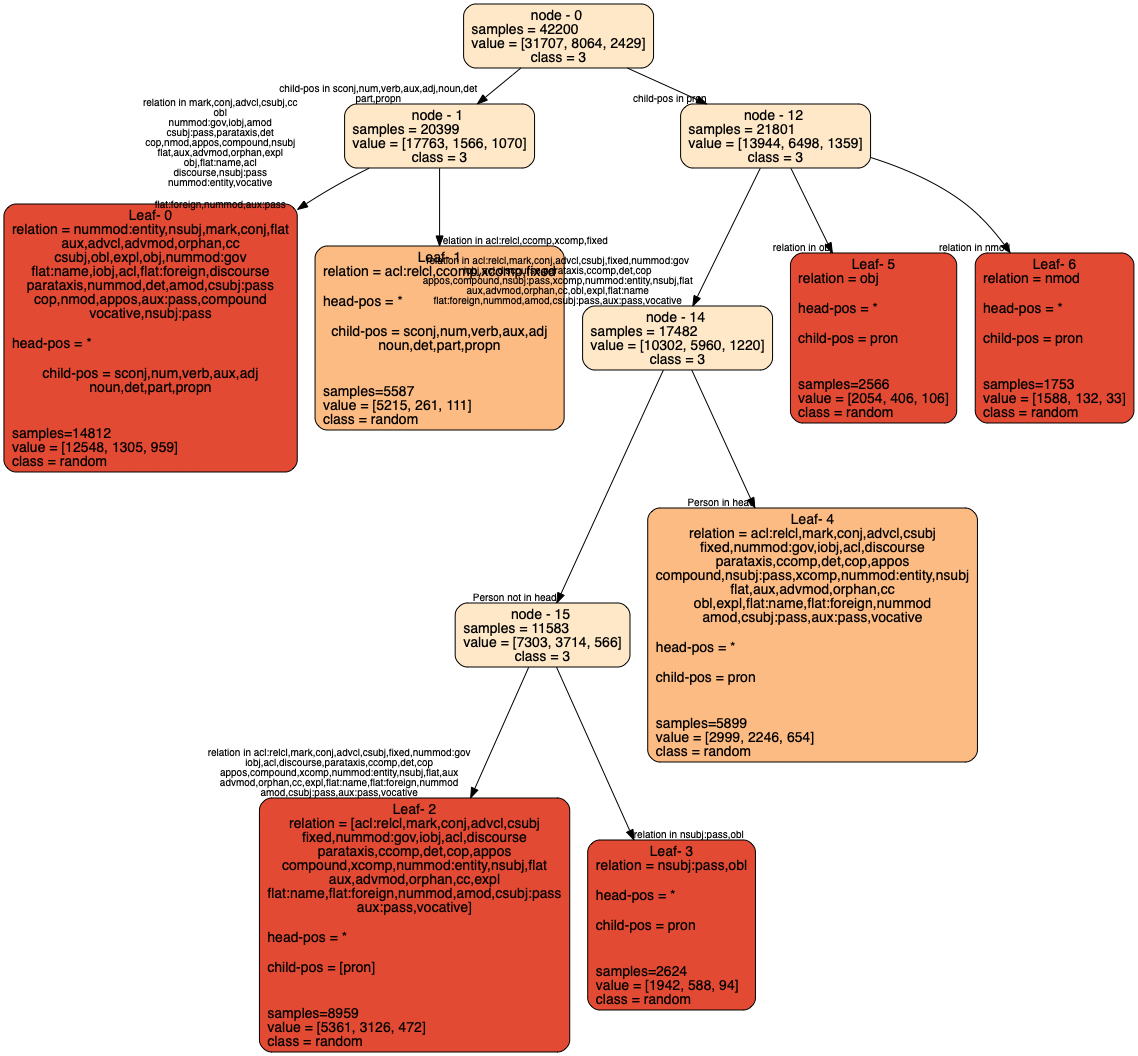 node - 0
samples = 42200
value = [31707, 8064, 2429]
class = 3
child-pos in sconj,num,verb,aux,adj,noun,det
part,propn
child-pos in pron
relation in mark,conj,advcl,csubj,cc
obl
nummod:gov,iobj,amod
csubj:pass,parataxis,det
cop,nmod,appos,compound,nsubj
flat,aux,advmod,orphan,expl
obj,flat:name,acl
discourse,nsubj:pass
nummod:entity,vocative
flat:foreign,nummod,aux:pass
node - 1
samples = 20399
value = [17763, 1566, 1070]
class = 3
node - 12
samples = 21801
value = [13944, 6498, 1359]
class = 3
Leaf- 0
relation = nummod:entity,nsubj,mark,conj,flat
aux,advcl,advmod,orphan,cc
csubj,obl,expl,obj,nummod:gov
flat:name,iobj,acl,flat:foreign,discourse
parataxis,nummod,det,amod,csubj:pass
cop,nmod,appos,aux:pass,compound
vocative,nsubj:pass
head-pos = *
child-pos = sconj,num,verb,aux,adj
noun,det,part,propn
samples=14812
value = [12548, 1305, 959]
class = random
relation in acl:relcl,ccomp,xcomp,fixed
Leaf- 1
relation = acl:relcl,ccomp,xcomp,fixed
head-pos = *
child-pos = sconj,num,verb,aux,adj
noun,det,part,propn
samples=5587
value = [5215, 261, 111]
class = random
relation in acl:relcl,mark,conj,advcl,csubj,fixed,nummod:gov
iobj,acl,discourse,parataxis,ccomp,det,cop
appos,compound,nsubj:pass,xcomp,nummod:entity,nsubj,flat
aux,advmod,orphan,cc,obl,expl,flat:name
flat:foreign,nummod,amod,csubj:pass,aux:pass,vocative
node - 14
samples = 17482
value = [10302, 5960, 1220]
class = 3
relation in obj
Leaf- 5
relation = obj
head-pos = *
child-pos = pron
samples=2566
value = [2054, 406, 106]
class = random
relation in nmod
Leaf- 6
relation = nmod
head-pos = *
child-pos = pron
samples=1753
value = [1588, 132, 33]
class = random
Person in head
Leaf- 4
relation = acl:relcl,mark,conj,advcl,csubj
fixed,nummod:gov,iobj,acl,discourse
parataxis,ccomp,det,cop,appos
compound,nsubj:pass,xcomp,nummod:entity,nsubj
flat,aux,advmod,orphan,cc
obl,expl,flat:name,flat:foreign,nummod
amod,csubj:pass,aux:pass,vocative
head-pos = *
child-pos = pron
samples=5899
value = [2999, 2246, 654]
class = random
Person not in head
node - 15
samples = 11583
value = [7303, 3714, 566]
class = 3
relation in acl:relcl,mark,conj,advcl,csubj,fixed,nummod:gov
iobj,acl,discourse,parataxis,ccomp,det,cop
appos,compound,xcomp,nummod:entity,nsubj,flat,aux
advmod,orphan,cc,expl,flat:name,flat:foreign,nummod
amod,csubj:pass,aux:pass,vocative
Leaf- 2
relation = [acl:relcl,mark,conj,advcl,csubj
fixed,nummod:gov,iobj,acl,discourse
parataxis,ccomp,det,cop,appos
compound,xcomp,nummod:entity,nsubj,flat
aux,advmod,orphan,cc,expl
flat:name,flat:foreign,nummod,amod,csubj:pass
aux:pass,vocative]
head-pos = *
child-pos = [pron]
samples=8959
value = [5361, 3126, 472]
class = random
relation in nsubj:pass,obl
Leaf- 3
relation = nsubj:pass,obl
head-pos = *
child-pos = pron
samples=2624
value = [1942, 588, 94]
class = random